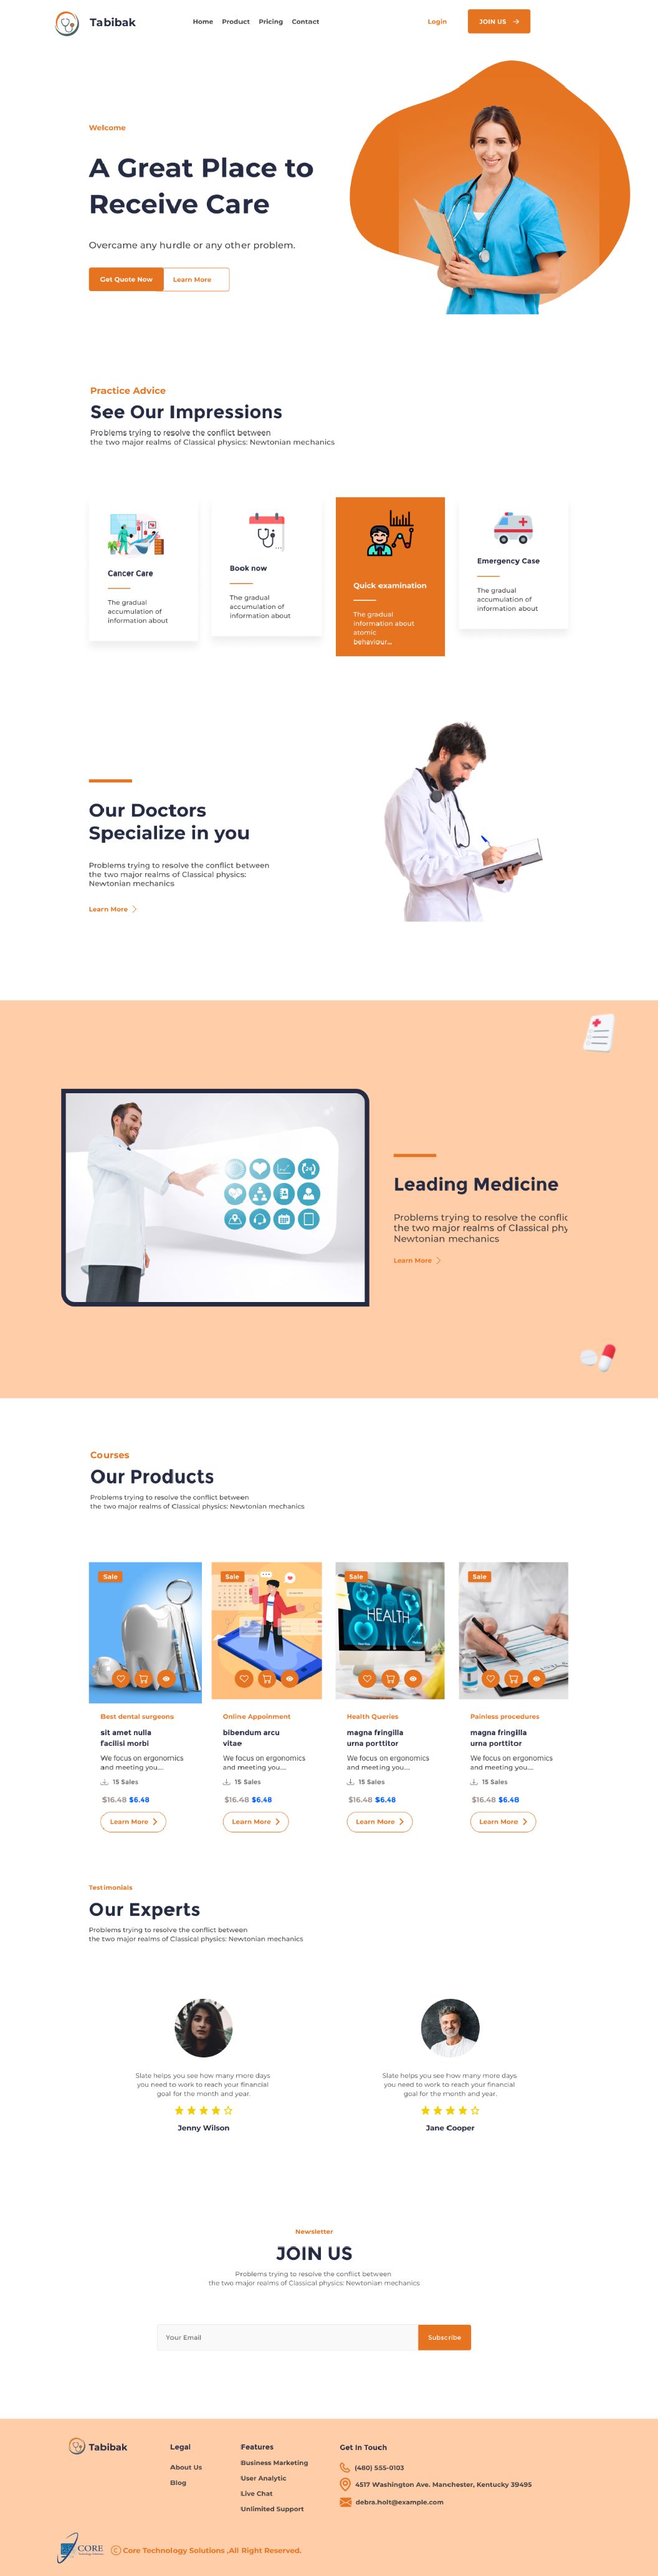 Tabibak
Home Product Pricing Contact
Login
JOIN US
Welcome
A Great Place to
Receive Care
Overcame any hurdle or any other problem.
Get Quote Now
Learn More
Practice Advice
See Our Impressions
Problems trying to resolve the conflict between
the two major realms of Classical physics: Newtonian mechanics
Cancer Care
The gradual
accumulation of
information about
Book now
The gradual
accumulation of
information about
Quick examination
The gradual
information about
atomic
behaviour...
Emergency Case
The gradual
accumulation of
information about
Our Doctors
Specialize in you
Problems trying to resolve the conflict between
the two major realms of Classical physics:
Newtonian mechanics
Learn More
Leading Medicine
Problems trying to resolve the conflic
the two major realms of Classical phy
Newtonian mechanics
Learn More
Courses
Our Products
Problems trying to resolve the conflict between
the two major realms of Classical physics: Newtonian mechanics
Sale
Best dental surgeons
sit amet nulla
facilisi morbi
We focus on ergonomics
and meeting you....
15 Sales
$16.48 $6.48
Learn More
Sale
Online Appoinment
bibendum arcu
vitae
We focus on ergonomics
and meeting you....
15 Sales
$16.48 $6.48
Learn More
Sale
HEALTH
Health Queries
magna fringilla
urna porttitor
We focus on ergonomics
and meeting you....
15 Sales
$16.48 $6.48
Learn More
Sale
Painless procedures
magna fringilla
urna porttitor
We focus on ergonomics
and meeting you....
15 Sales
$16.48 $6.48
Learn More
Testimonials
Our Experts
Problems trying to resolve the conflict between
the two major realms of Classical physics: Newtonian mechanics
Slate helps you see how many more days
you need to work to reach your financial
goal for the month and year.
Jenny Wilson
Slate helps you see how many more days
you need to work to reach your financial
goal for the month and year.
Jane Cooper
Newsletter
JOIN US
Problems trying to resolve the conflict between
the two major realms of Classical physics: Newtonian mechanics
Your Email
Subscribe
Tabibak
Legal
About Us
Blog
Features
Business Marketing
User Analytic
Live Chat
Unlimited Support
Get In Touch
(480) 555-0103
4517 Washington Ave. Manchester, Kentucky 39495
debra.holt@example.com
CORE
© Core Technology Solutions ,All Right Reserved.